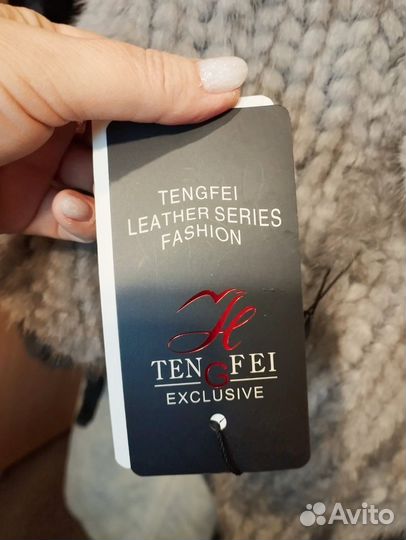 TENGFEI
LEATHER SERIES
FASHION
TENGFEI
EXCLUSIVE
Avito